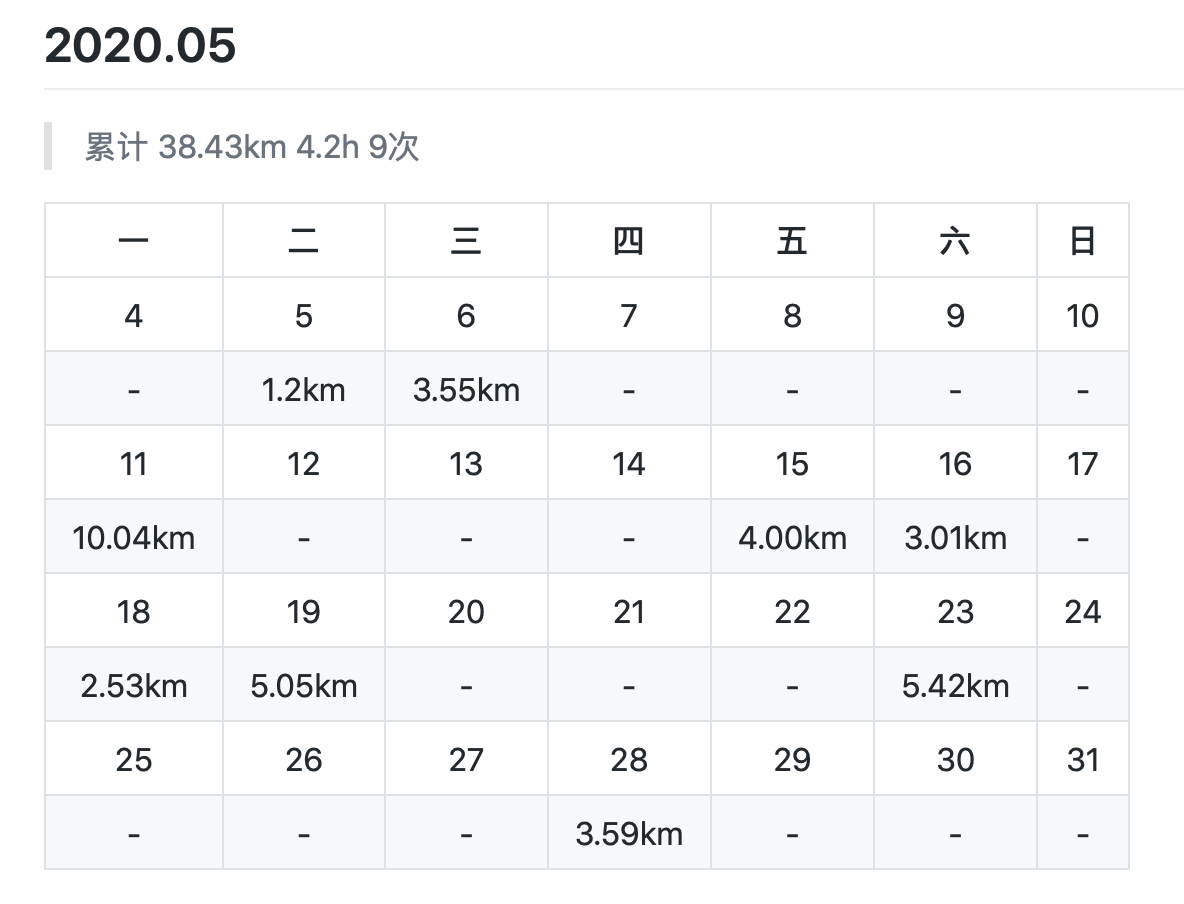 2020.05
累计 38.43km 4.2h 9次
一 二 三 四 五 六 日
4 5 6 7 8 9 10
- 1.2km 3.55km - - - -
11 12 13 14 15 16 17
10.04km - - - 4.00km 3.01km -
18 19 20 21 22 23 24
2.53km 5.05km - - - 5.42km -
25 26 27 28 29 30 31
- - - 3.59km - - -